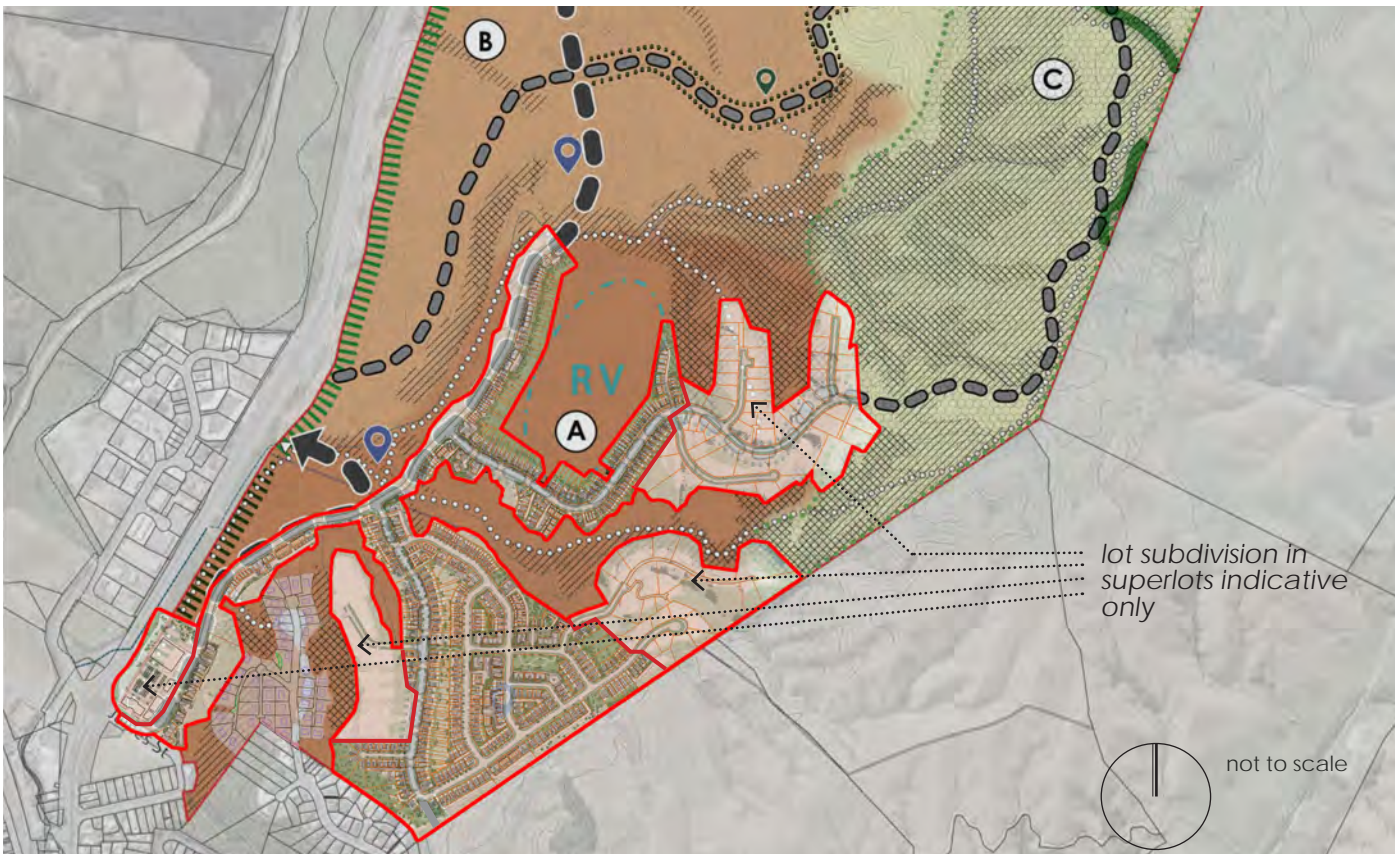 B
C
RV
A
lot subdivision in
superlots indicative
only
not to scale